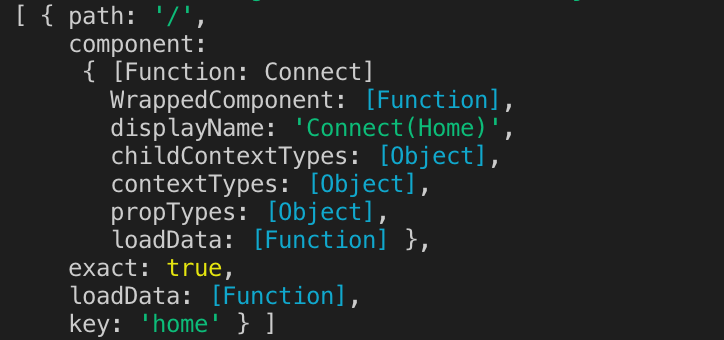 [ { path: '/',
component:
{ [Function: Connect]
WrappedComponent: [Function],
displayName: 'Connect(Home)',
childContextTypes: [Object],
contextTypes: [Object],
propTypes: [Object],
loadData: [Function] },
exact: true,
loadData: [Function],
key: 'home' } ]